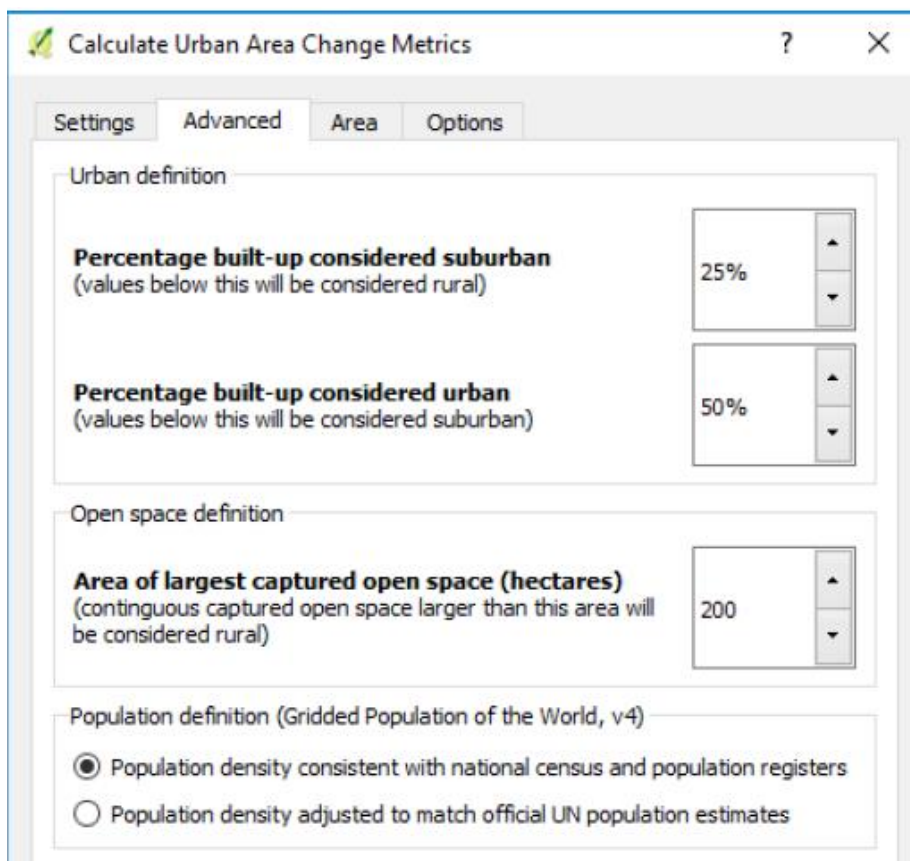 Calculate Urban Area Change Metrics ?
Settings Advanced Area Options
Urban definition
Percentage built-up considered suburban
(values below this will be considered rural)
25%
Percentage built-up considered urban
(values below this will be considered suburban)
50%
Open space definition
Area of largest captured open space (hectares)
(continguous captured open space larger than this area will
be considered rural)
200
Population definition (Gridded Population of the World, v4)
Population density consistent with national census and population registers
Population density adjusted to match official UN population estimates